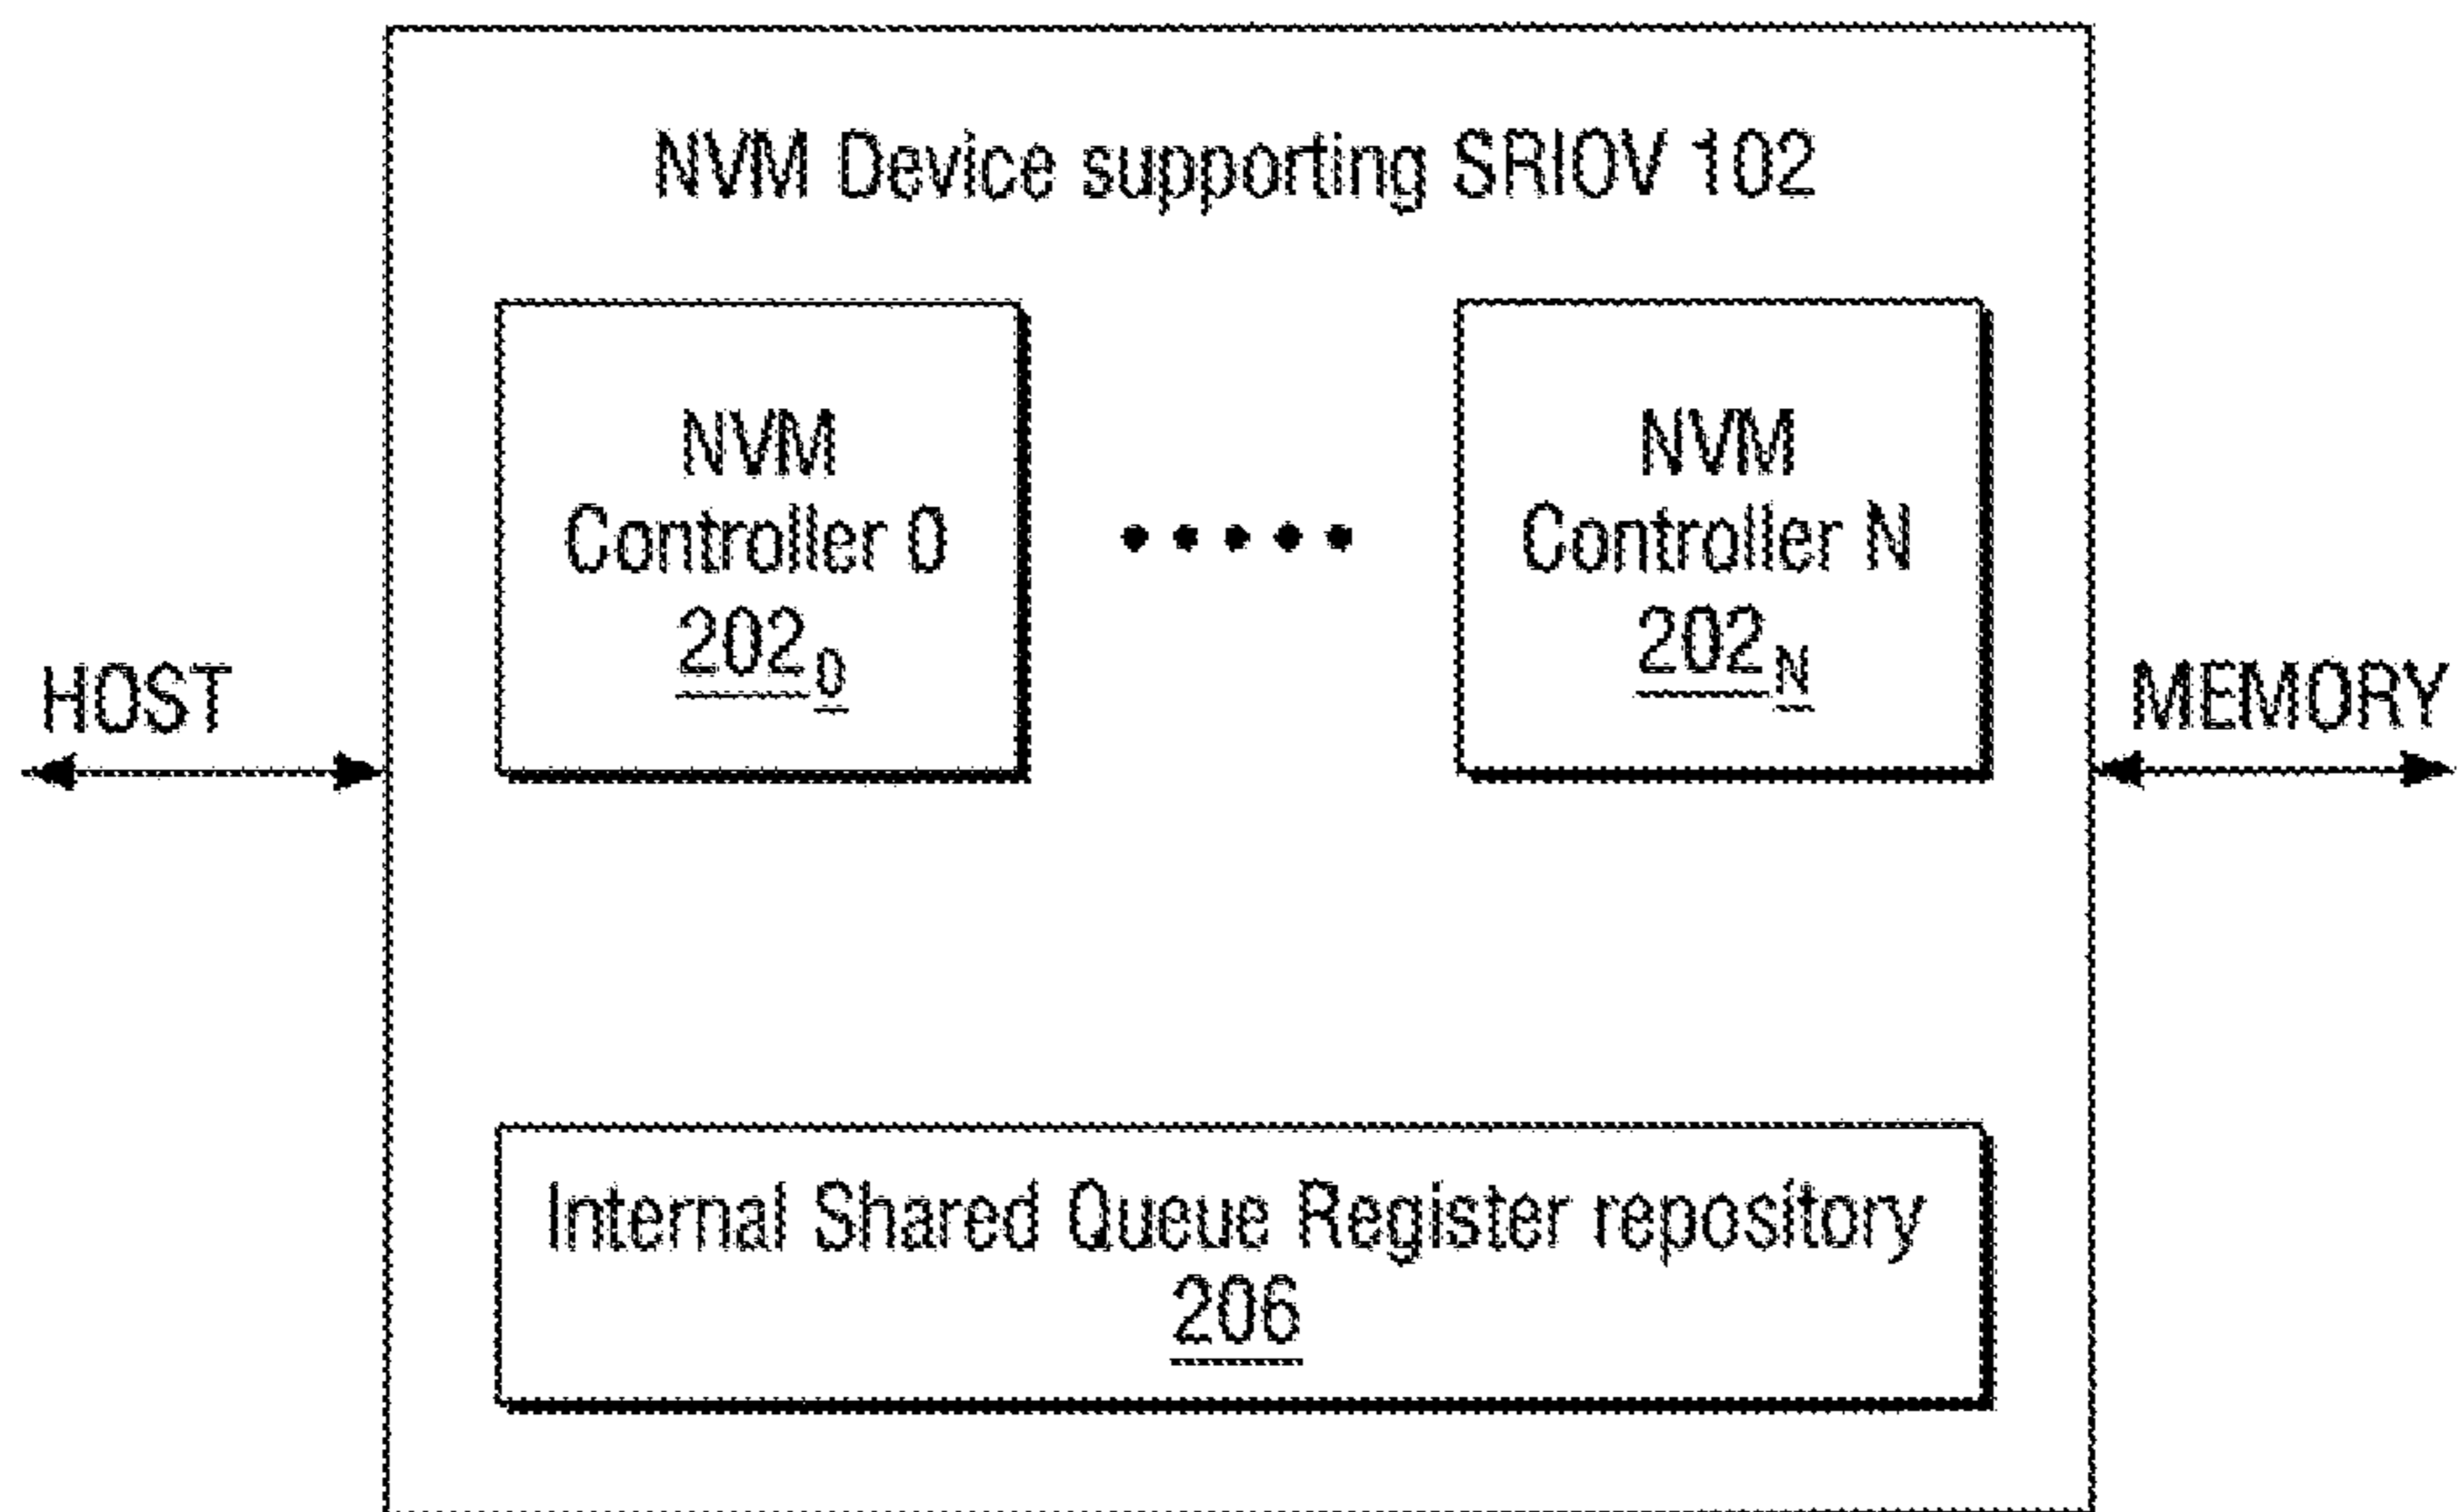 NVM Device supporting SRIOV 102
NVM
Controller 0
202₀
NVM
Controller N
202N
HOST
MEMORY
Internal Shared Queue Register repository
206